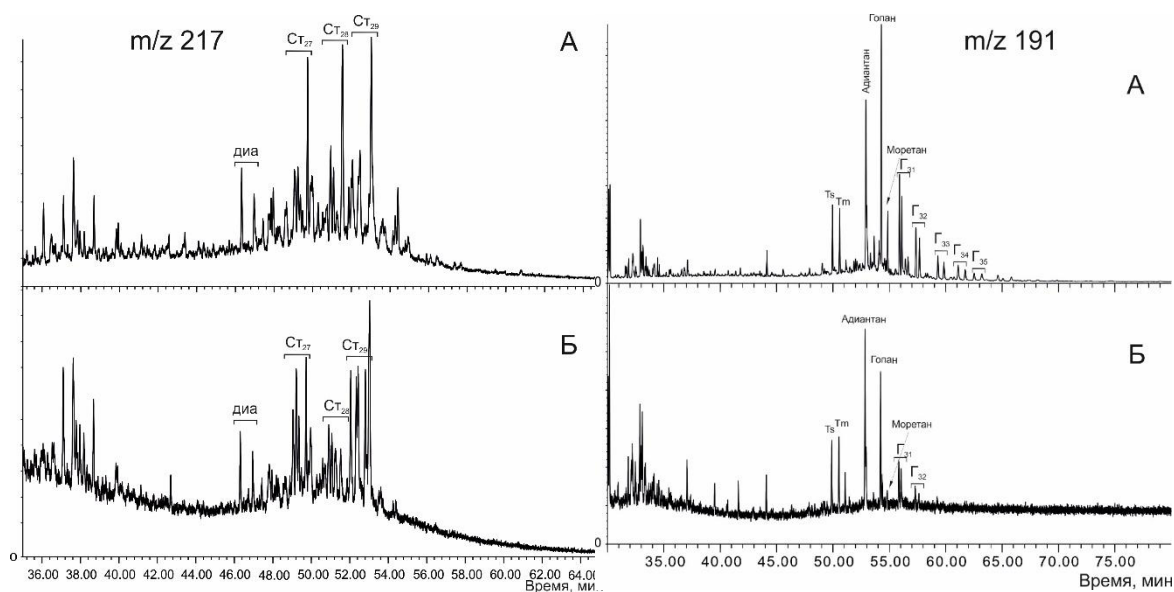 m/z 217
А
диа
Ст27
Ст28
Ст29
Б
диа
Ст27
Ст28
Ст29
0
36.00 38.00 40.00 42.00 44.00 46.00 48.00 50.00 52.00 54.00 56.00 58.00 60.00 62.00 64.0
Время, ми
m/z 191
А
Гопан
Адиантан
Моретан
Ts
Tm
Г31
Г32
Г33
Г34
Г35
0
Б
Адиантан
Гопан
Моретан
Ts
Tm
Г31
Г32
0
35.00 40.00 45.00 50.00 55.00 60.00 65.00 70.00 75.00
Время, мин